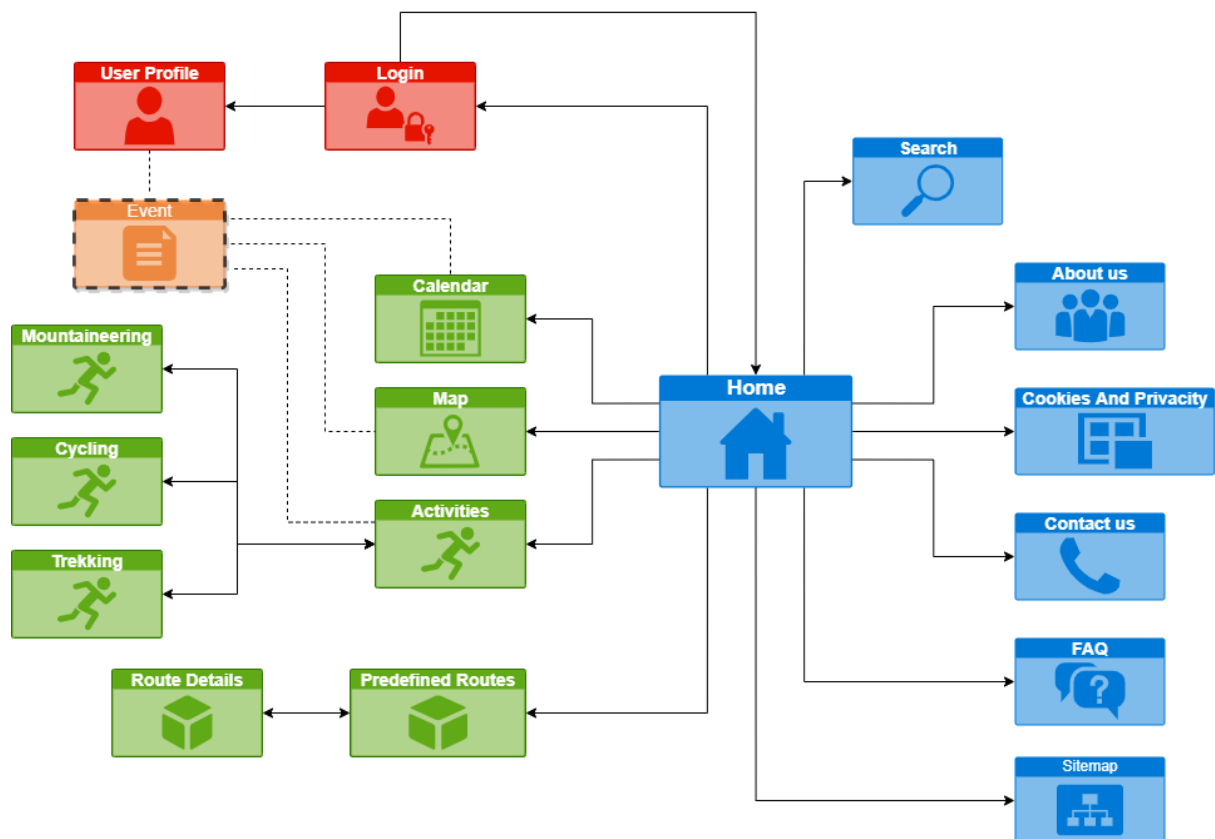 User Profile
Login
Search
Event
About us
Calendar
Mountaineering
Home
Map
Cookies And Privacity
Cycling
Activities
Contact us
Trekking
FAQ
Route Details
Predefined Routes
Sitemap